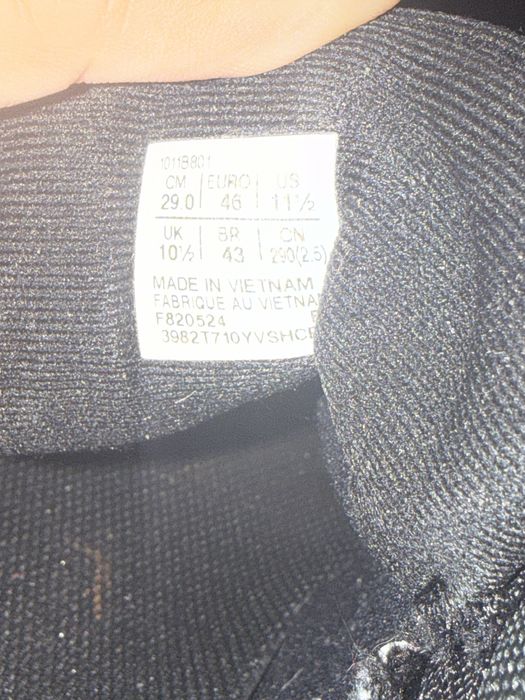 1011B801
CM EURO US
29.0 46 11½
UK BR CN
10½ 43 290(2.5)
MADE IN VIETNAM
FABRIQUE AU VIETNA
F820524
3982T710YVSHC